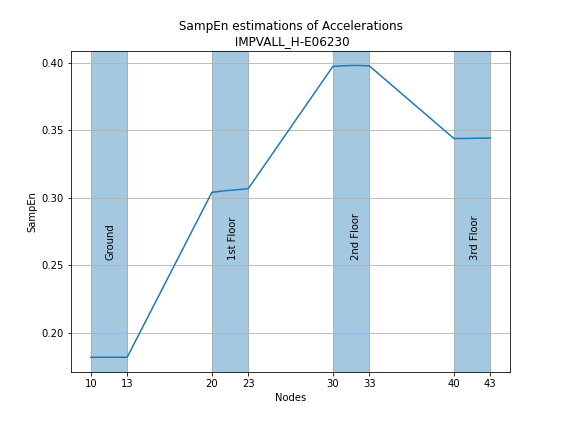 SampEn estimations of Accelerations
IMPVALL_H-E06230
0.40
0.35
0.30
0.25
0.20
SampEn
Ground
1st Floor
2nd Floor
3rd Floor
10 13 20 23 30 33 40 43
Nodes